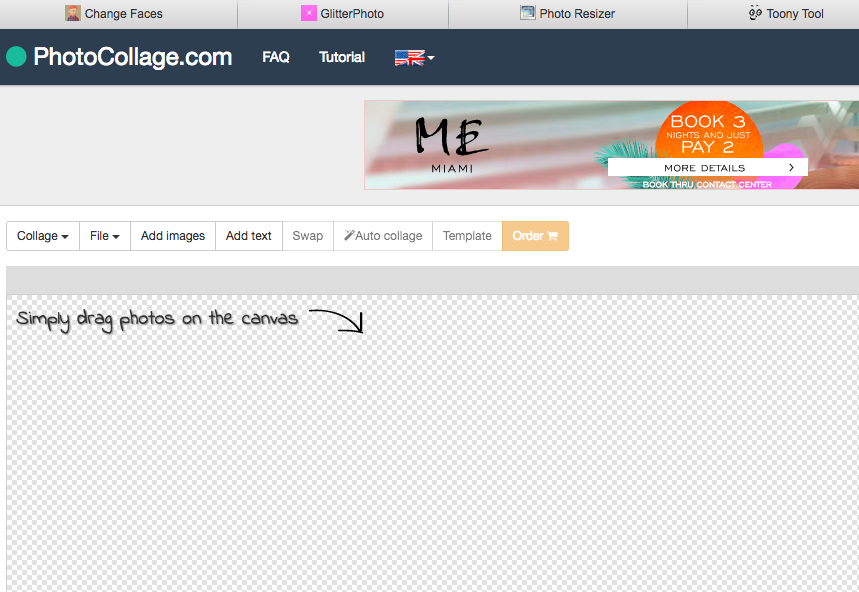 Change Faces
GlitterPhoto
Photo Resizer
Toony Tool
PhotoCollage.com
FAQ
Tutorial
ME
MIAMI
BOOK 3
NIGHTS AND JUST
PAY 2
MORE DETAILS
BOOK THRU CONTACT CENTER
Collage
File
Add images
Add text
Swap
Auto collage
Template
Order
Simply drag photos on the canvas